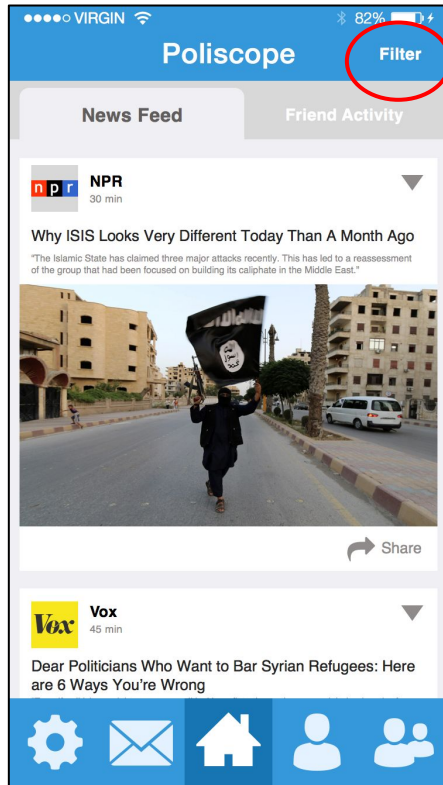 VIRGIN 82%
Poliscope Filter
News Feed Friend Activity
n p r NPR
30 min
Why ISIS Looks Very Different Today Than A Month Ago
"The Islamic State has claimed three major attacks recently. This has led to a reassessment
of the group that had been focused on building its caliphate in the Middle East."
Share
Vox Vox
45 min
Dear Politicians Who Want to Bar Syrian Refugees: Here
are 6 Ways You're Wrong